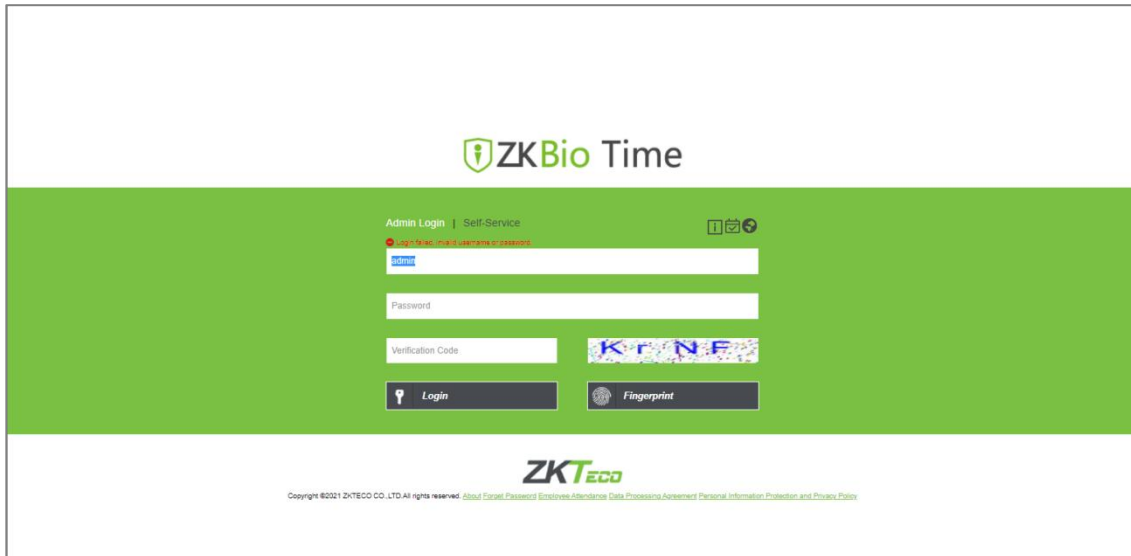 ZKBio Time
Admin Login | Self-Service
Login failed, invalid username or password.
admin
Password
Verification Code
KrNF
Login
Fingerprint
ZKTECO
Copyright ©2021 ZKTECO CO.,LTD.All rights reserved. About Forget Password Employee Attendance Data Processing Agreement Personal Information Protection and Privacy Policy